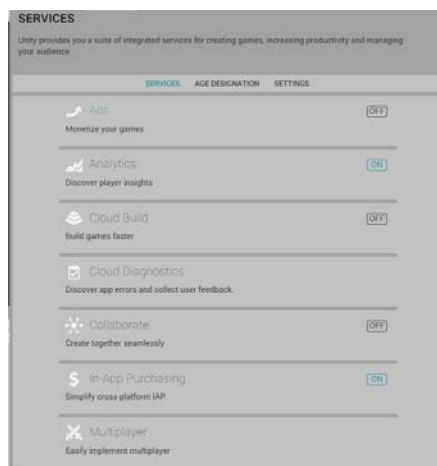 SERVICES
Unity provides you a suite of integrated services for creating games, increasing productivity and managing
your audience
SERVICES AGE DESIGNATION SETTINGS
Ads OFF
Monetize your games
Analytics ON
Discover player insights
Cloud Build OFF
Build games faster
Cloud Diagnostics
Discover app errors and collect user feedback.
Collaborate OFF
Create together seamlessly
In-App Purchasing ON
Simplify cross-platform IAP
Multiplayer
Easily implement multiplayer